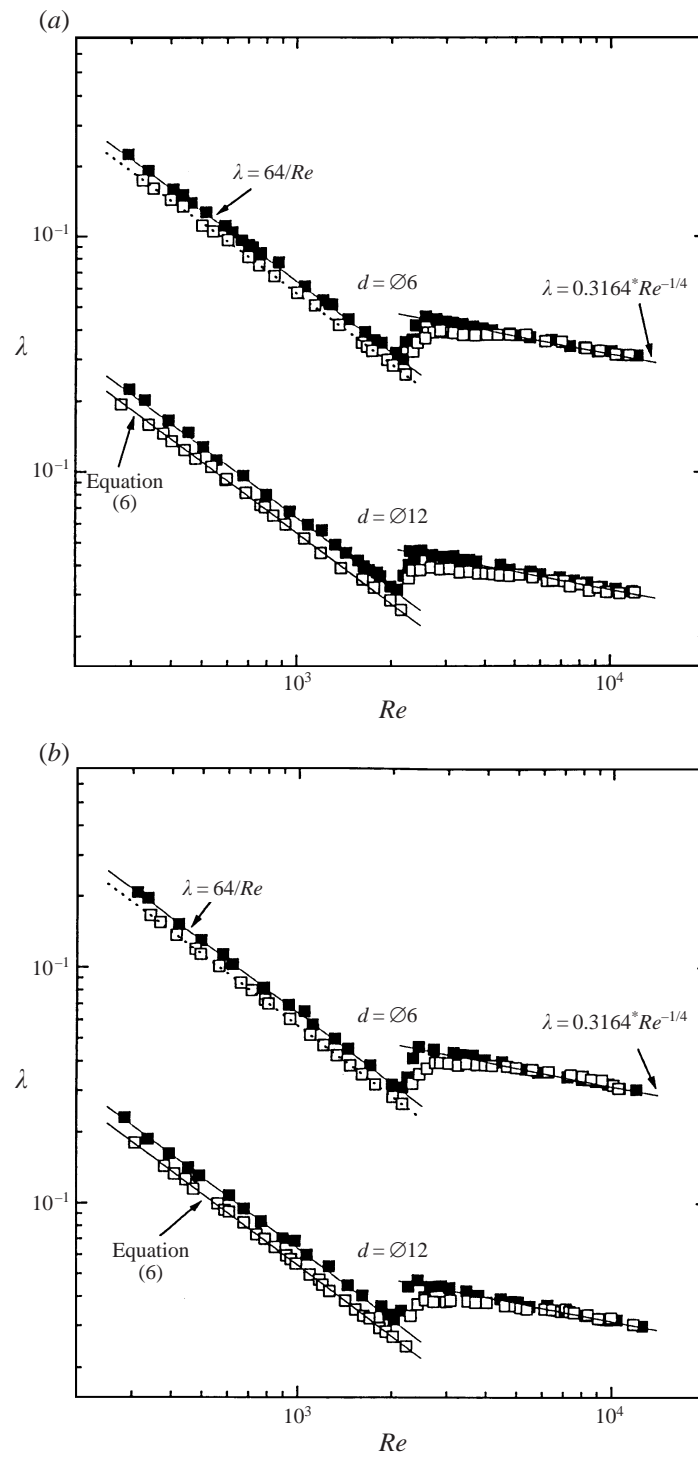 (a)
10⁻¹
λ = 64/Re
d = ∅6
λ = 0.3164*Re⁻¹/⁴
λ
10⁻¹
Equation
(6)
d = ∅12
10³
10⁴
Re
(b)
10⁻¹
λ = 64/Re
d = ∅6
λ = 0.3164*Re⁻¹/⁴
λ
10⁻¹
Equation
(6)
d = ∅12
10³
10⁴
Re